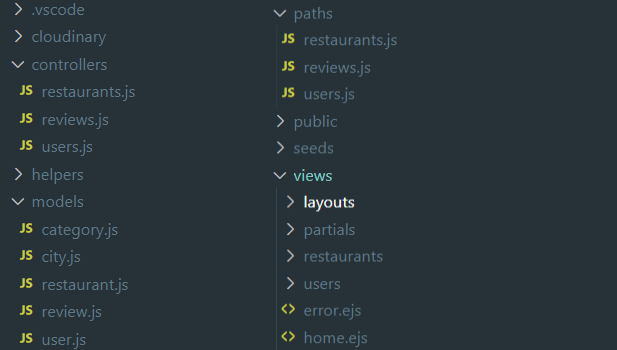 .vscode
cloudinary
controllers
JS restaurants.js
JS reviews.js
JS users.js
helpers
models
JS category.js
JS city.js
JS restaurant.js
JS review.js
JS user.js
paths
JS restaurants.js
JS reviews.js
JS users.js
public
seeds
views
layouts
partials
restaurants
users
<> error.ejs
<> home.ejs